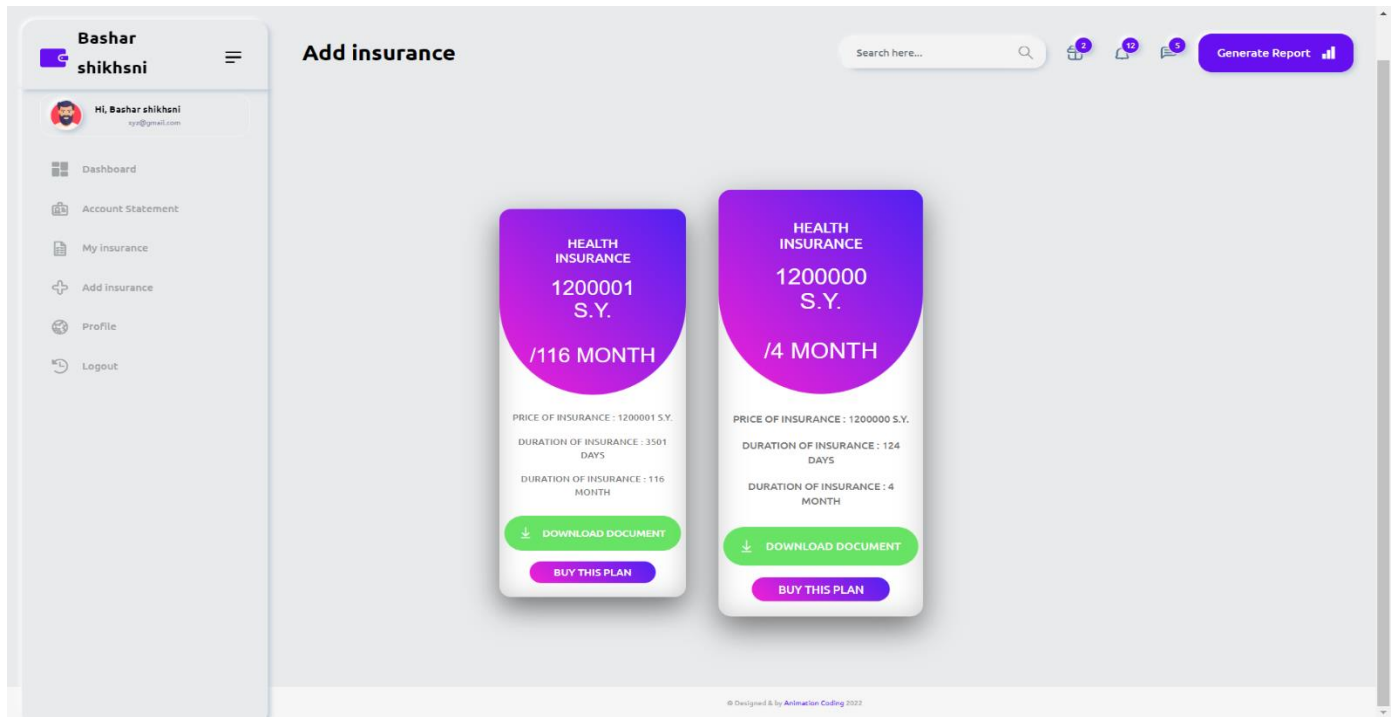 Bashar
shikhsni
Hi, Bashar shikhsni
xyz@gmail.com
Dashboard
Account Statement
My insurance
Add insurance
Profile
Logout
Add insurance
Search here...
2
12
5
Generate Report
HEALTH
INSURANCE
1200001
S.Y.
/116 MONTH
PRICE OF INSURANCE : 1200001 S.Y.
DURATION OF INSURANCE : 3501
DAYS
DURATION OF INSURANCE : 116
MONTH
DOWNLOAD DOCUMENT
BUY THIS PLAN
HEALTH
INSURANCE
1200000
S.Y.
/4 MONTH
PRICE OF INSURANCE : 1200000 S.Y.
DURATION OF INSURANCE : 124
DAYS
DURATION OF INSURANCE : 4
MONTH
DOWNLOAD DOCUMENT
BUY THIS PLAN
© Designed & by Animation Coding 2022